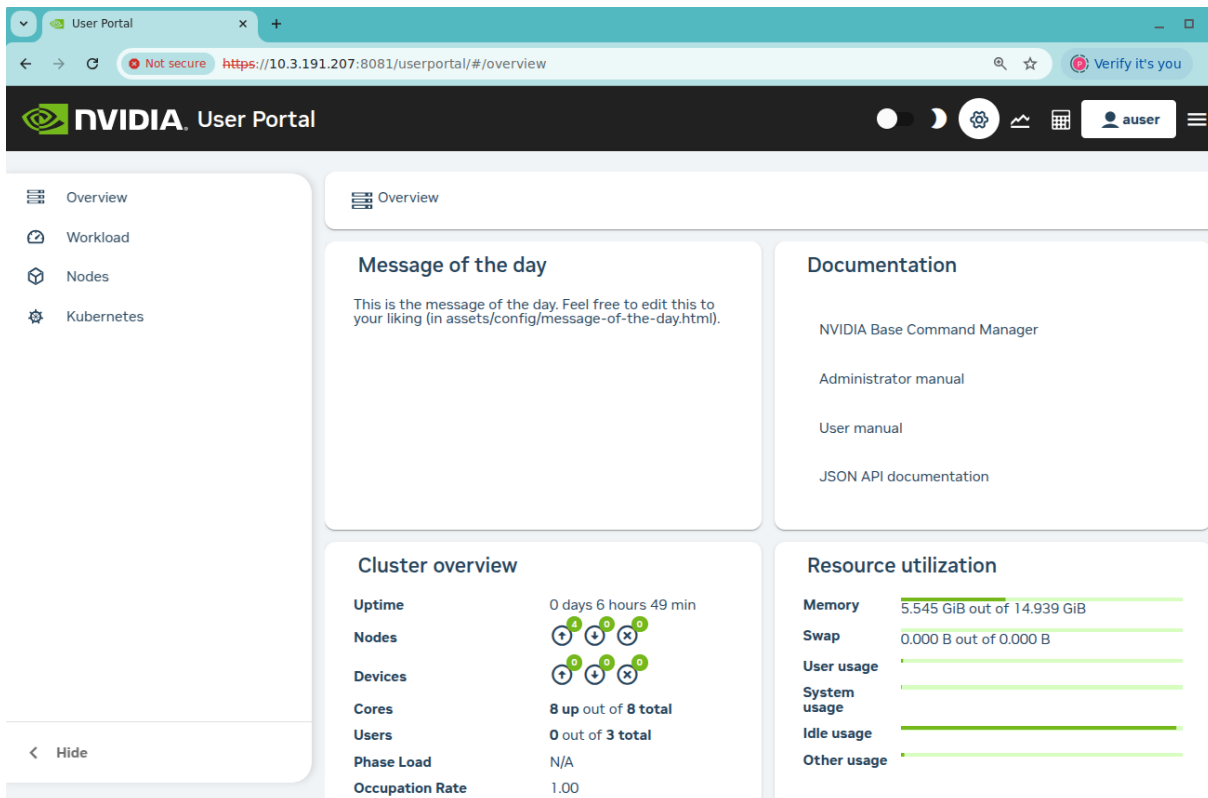 User Portal
Not secure https://10.3.191.207:8081/userportal/#/overview
Verify it's you
NVIDIA. User Portal
auser
Overview
Workload
Nodes
Kubernetes
Hide
Overview
Message of the day
This is the message of the day. Feel free to edit this to
your liking (in assets/config/message-of-the-day.html).
Documentation
NVIDIA Base Command Manager
Administrator manual
User manual
JSON API documentation
Cluster overview
Uptime 0 days 6 hours 49 min
Nodes 4 0 0
Devices 0 0 0
Cores 8 up out of 8 total
Users 0 out of 3 total
Phase Load N/A
Occupation Rate 1.00
Resource utilization
Memory 5.545 GiB out of 14.939 GiB
Swap 0.000 B out of 0.000 B
User usage
System
usage
Idle usage
Other usage